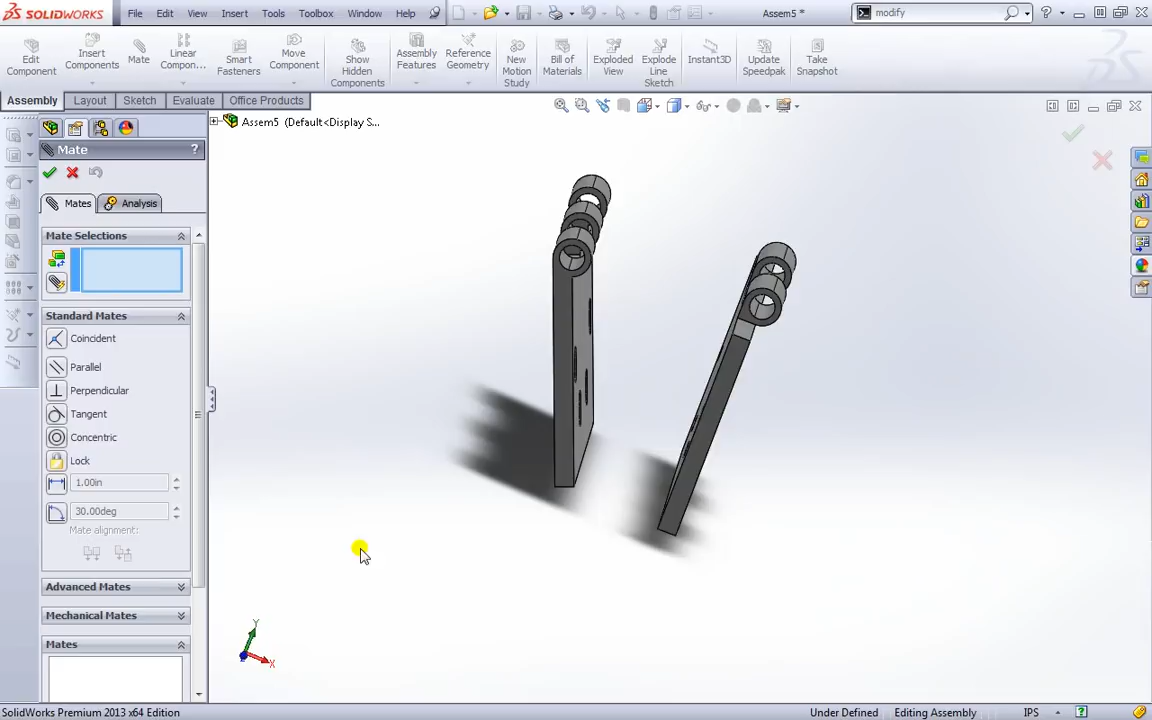 SOLIDWORKS File Edit View Insert Tools Toolbox Window Help Assem5 * modify
Edit Component
Insert Components
Mate
Linear Compon...
Smart Fasteners
Move Component
Show Hidden Components
Assembly Features
Reference Geometry
New Motion Study
Bill of Materials
Exploded View
Explode Line Sketch
Instant3D
Update Speedpak
Take Snapshot
Assembly Layout Sketch Evaluate Office Products
Assem5 (Default<Display S...
Mate ?
Mates Analysis
Mate Selections
Standard Mates
Coincident
Parallel
Perpendicular
Tangent
Concentric
Lock
1.00in
30.00deg
Mate alignment:
Advanced Mates
Mechanical Mates
Mates
Y
X
SolidWorks Premium 2013 x64 Edition Under Defined Editing Assembly IPS